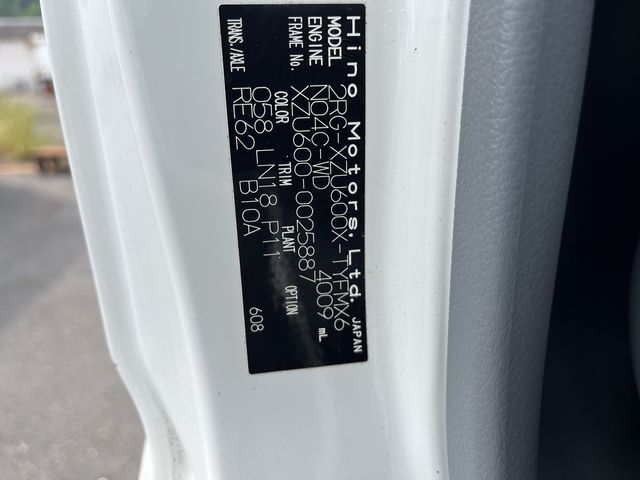 Hino Motors. Ltd. JAPAN
MODEL 2RG-XZU600X-TYFMX6
ENGINE N04C-WD 4009 mL
FRAME No. XZU600-0025887
COLOR TRIM PLANT OPTION
058 LN18 P11
TRANS./AXLE RE62 B10A 608